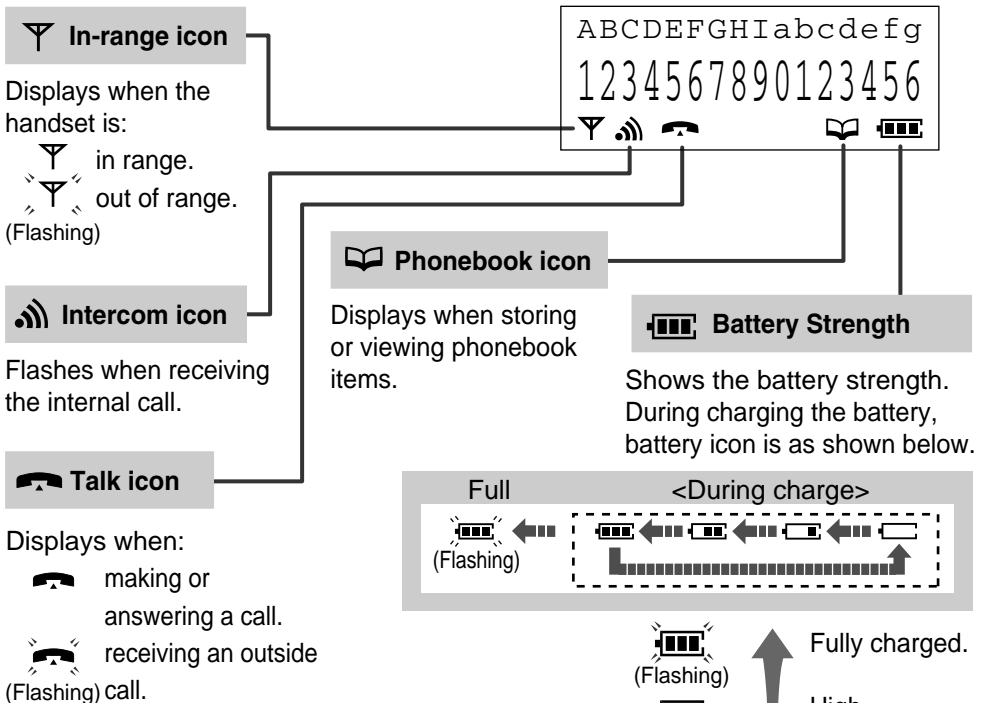 In-range icon
Displays when the
handset is:
in range.
out of range.
(Flashing)
Intercom icon
Flashes when receiving
the internal call.
Talk icon
Displays when:
making or
answering a call.
receiving an outside
(Flashing) call.
ABCDEFGHIabcdefg
1234567890123456
Phonebook icon
Displays when storing
or viewing phonebook
items.
Battery Strength
Shows the battery strength.
During charging the battery,
battery icon is as shown below.
Full <During charge>
(Flashing)
Fully charged.
(Flashing)
High